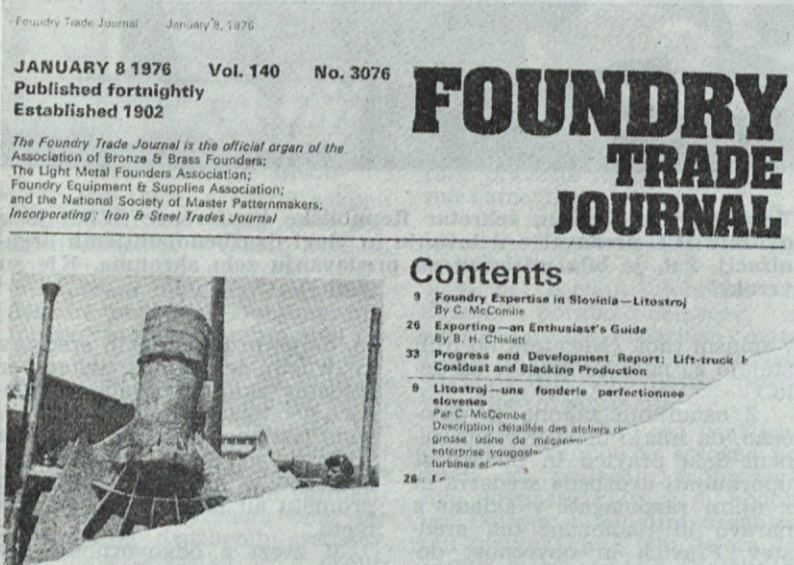 Foundry Trade Journal January 8, 1976
JANUARY 8 1976 Vol. 140 No. 3076
Published fortnightly
Established 1902
The Foundry Trade Journal is the official organ of the
Association of Bronze & Brass Founders;
The Light Metal Founders Association;
Foundry Equipment & Supplies Association;
and the National Society of Master Patternmakers;
Incorporating: Iron & Steel Trades Journal
FOUNDRY
TRADE
JOURNAL
Contents
9 Foundry Expertise in Slovinia—Litostroj
By C. McCombe
26 Exporting—an Enthusiast's Guide
By B. H. Chislett
33 Progress and Development Report: Lift-truck
Coaldust and Blacking Production
9 Litostroj—une fonderie perfectionnee
slovenes
Par C. McCombe
Description détaillée des ateliers de
grosse usine de
enterprise
turbines
26